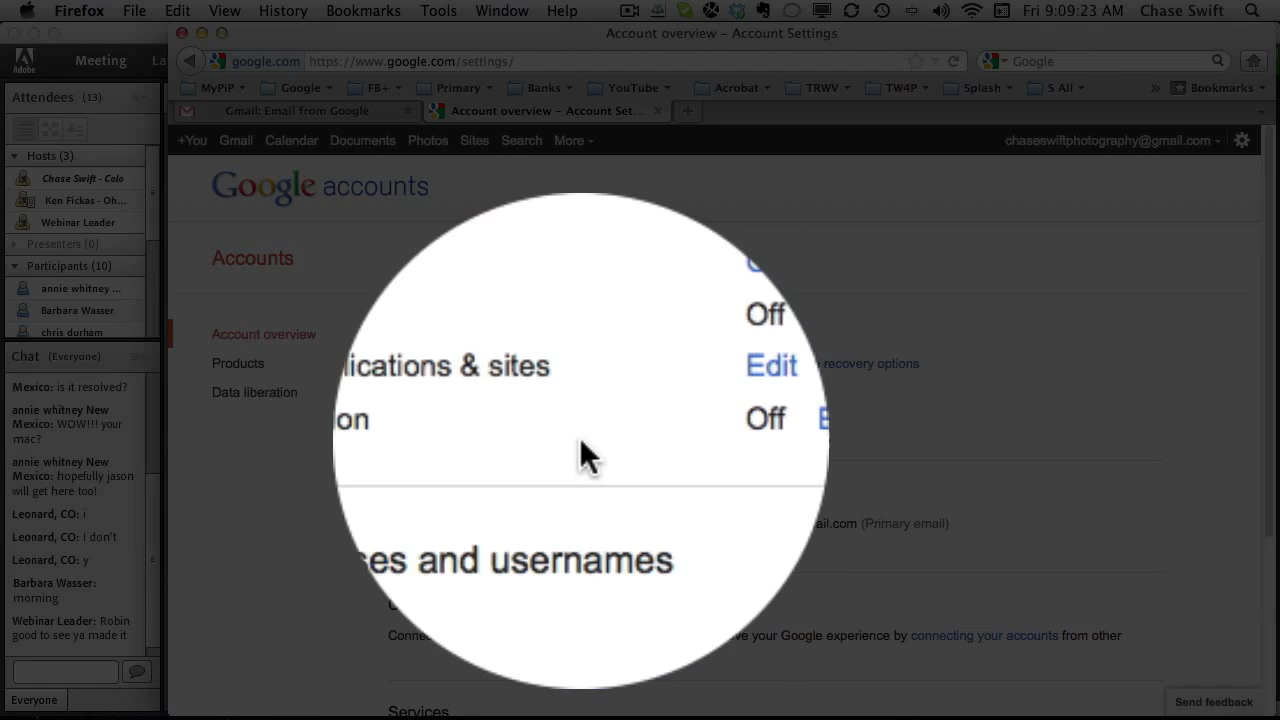 Firefox File Edit View History Bookmarks Tools Window Help Fri 9:09:23 AM Chase Swift
Account overview – Account Settings
Adobe
Meeting
La
google.com https://www.google.com/settings/
Google
MyPiP Google FB+ Primary Banks YouTube Acrobat TRWV TW4P Splash S All » Bookmarks
Gmail: Email from Google
Account overview – Account Set...
+You Gmail Calendar Documents Photos Sites Search More
chaseswiftphotography@gmail.com
Attendees (13)
Hosts (3)
Chase Swift - Colo
Ken Fickas - Oh...
Webinar Leader
Presenters (0)
Participants (10)
annie whitney ...
Barbara Wasser
chris durham
Chat (Everyone)
Mexico: is it resolved?
annie whitney New
Mexico: WOW!!! your
mac?
annie whitney New
Mexico: hopefully jason
will get here too!
Leonard, CO: i
Leonard, CO: I don't
Leonard, CO: y
Barbara Wasser:
morning
Webinar Leader: Robin
good to see ya made it
Everyone
Google accounts
Accounts
Account overview
Products
Data liberation
Off
lications & sites Edit
recovery options
on Off E
ses and usernames
ail.com (Primary email)
Connec
ve your Google experience by connecting your accounts from other
Services
Send feedback